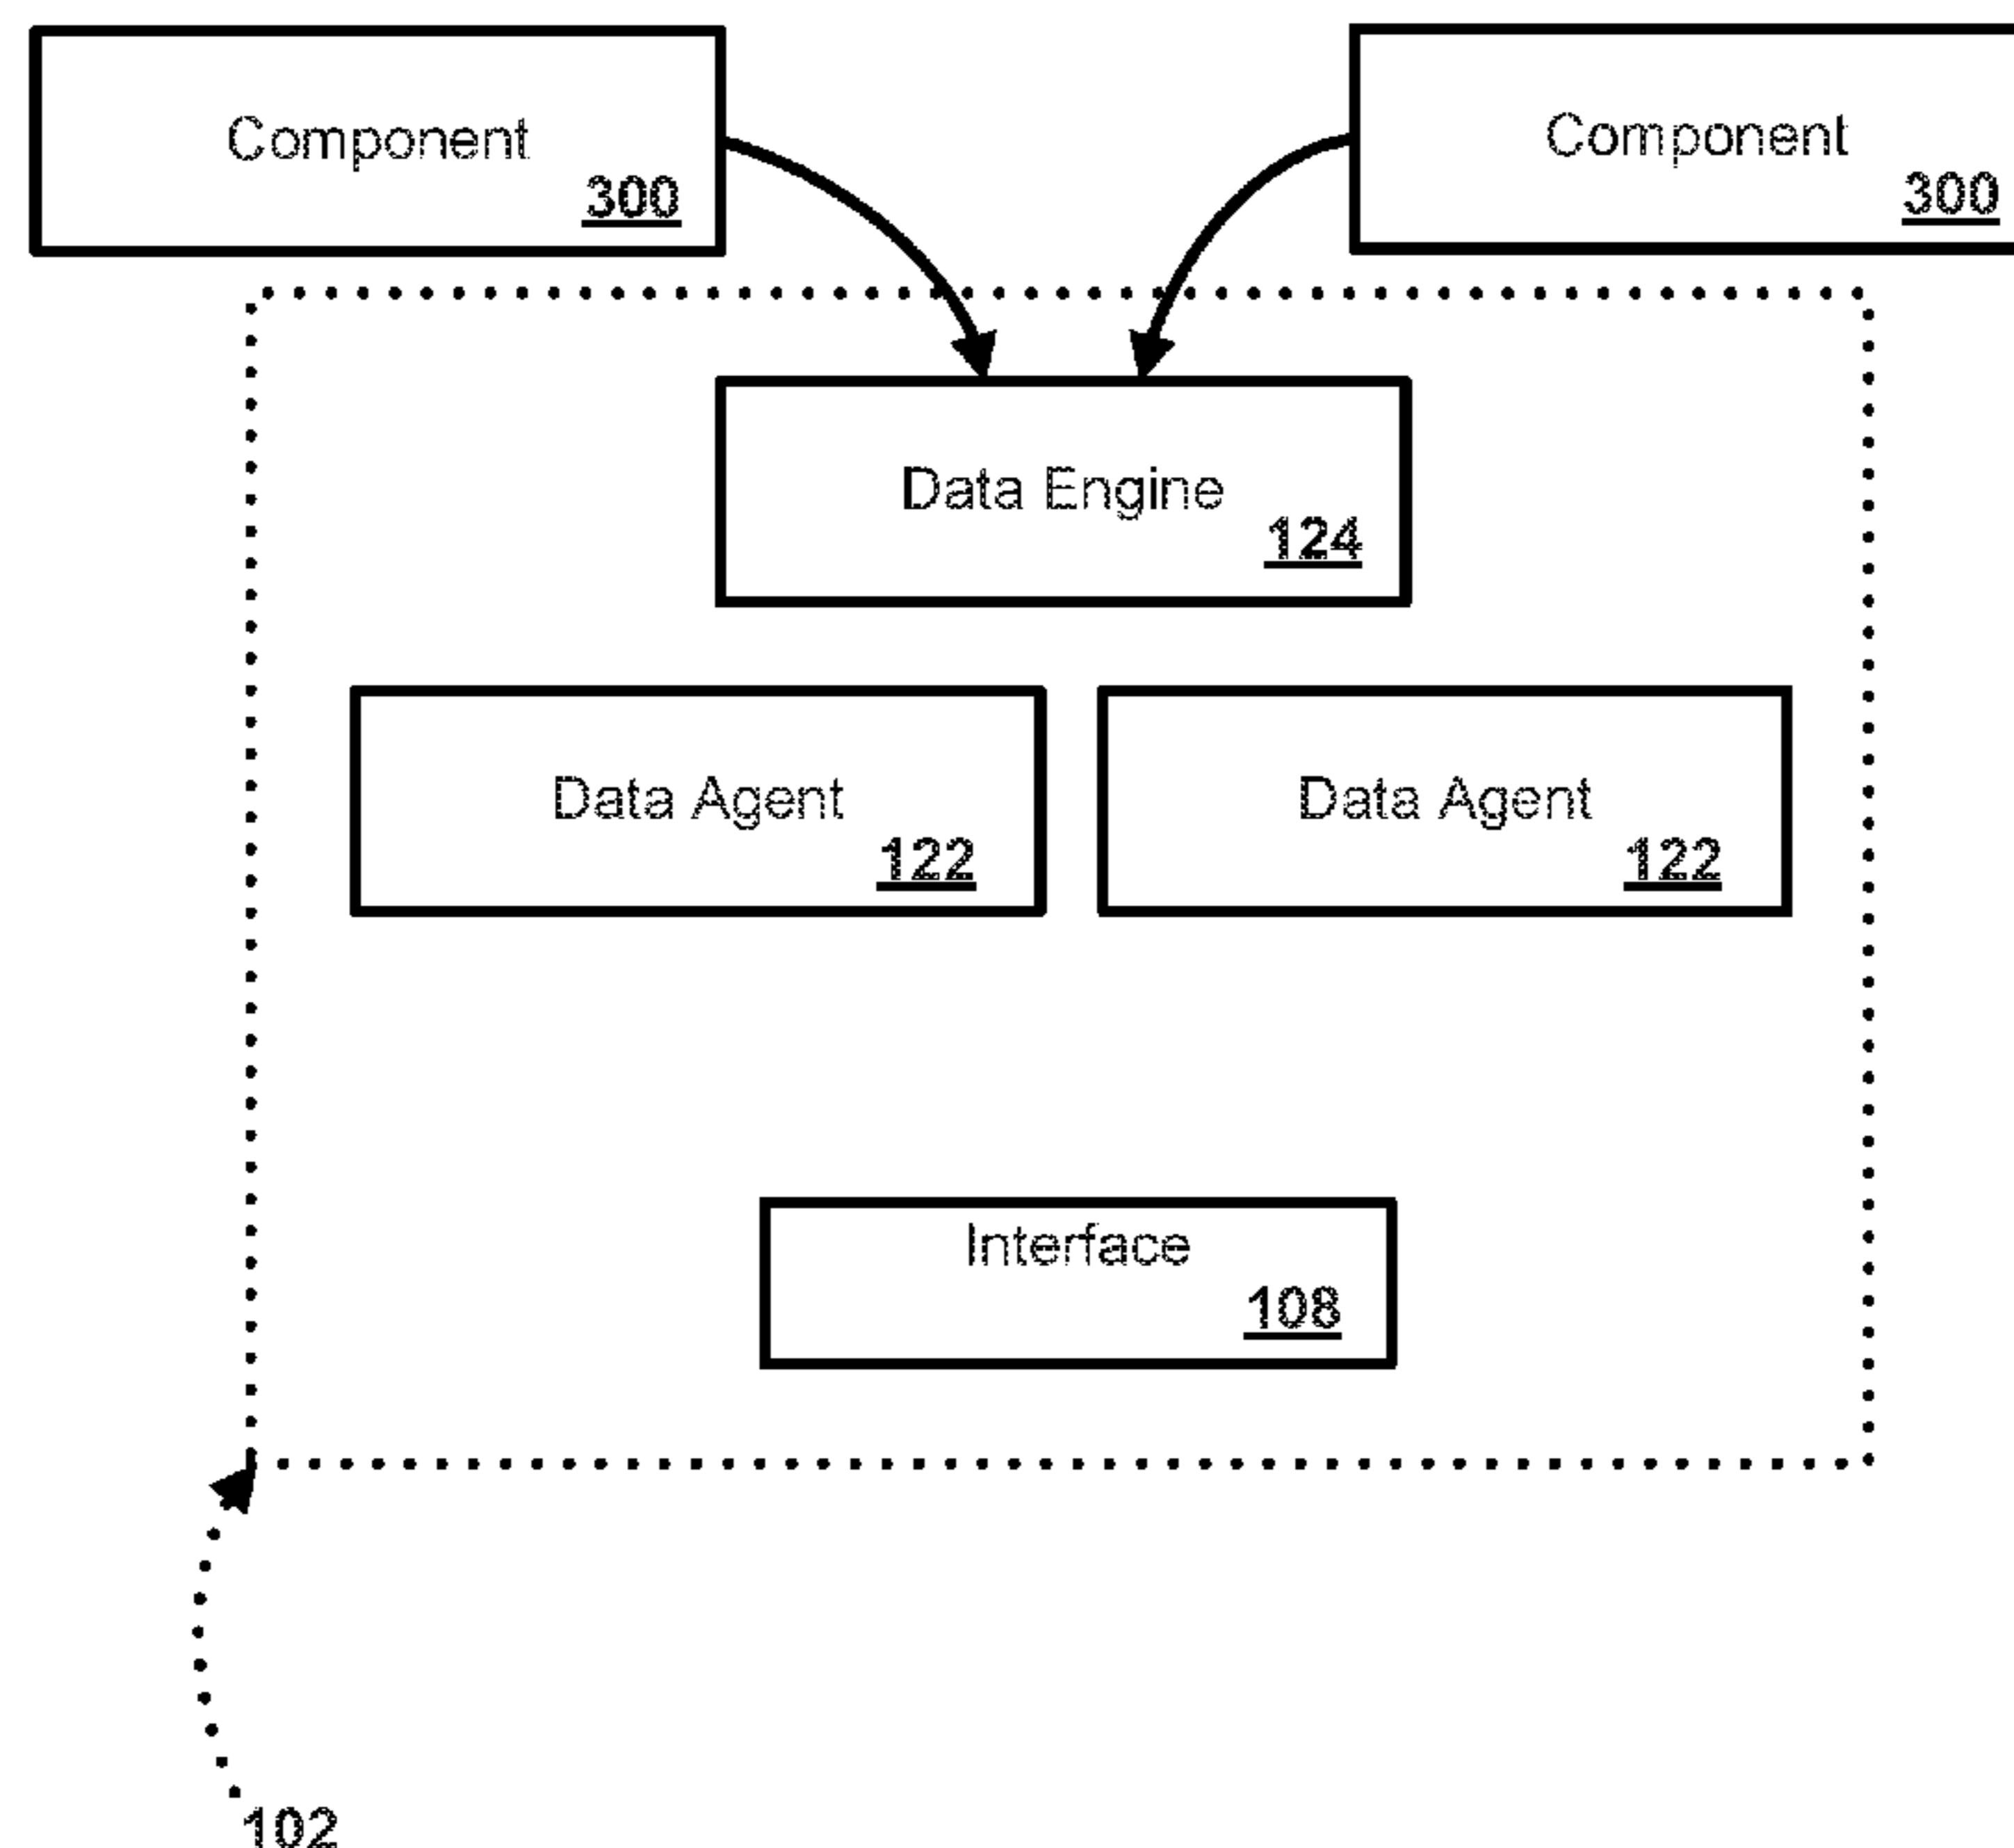 Component
300
Component
300
Data Engine
124
Data Agent
122
Data Agent
122
Interface
108
102